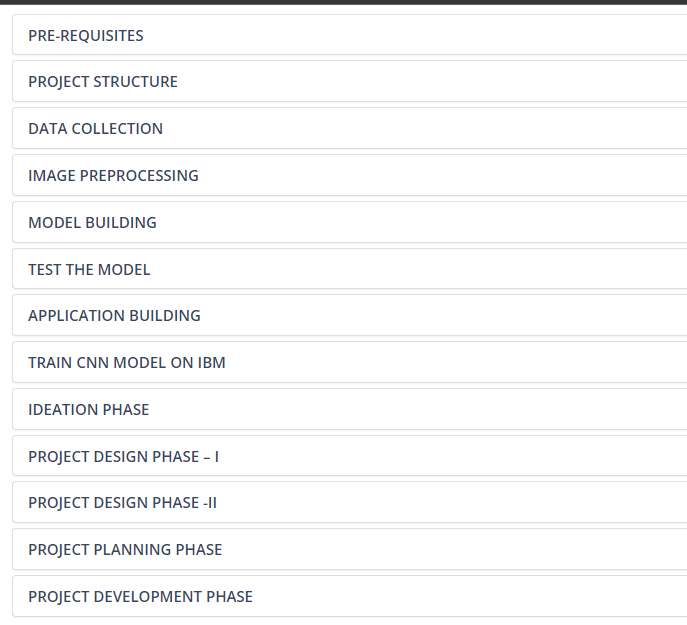 PRE-REQUISITES
PROJECT STRUCTURE
DATA COLLECTION
IMAGE PREPROCESSING
MODEL BUILDING
TEST THE MODEL
APPLICATION BUILDING
TRAIN CNN MODEL ON IBM
IDEATION PHASE
PROJECT DESIGN PHASE – I
PROJECT DESIGN PHASE -II
PROJECT PLANNING PHASE
PROJECT DEVELOPMENT PHASE